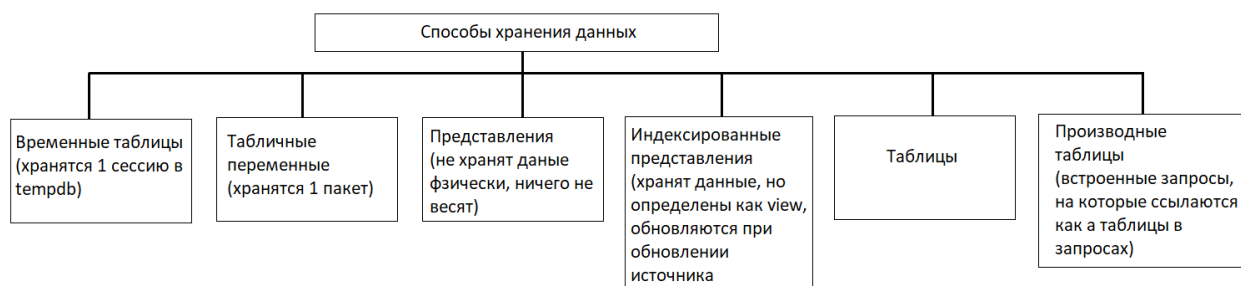 Способы хранения данных
Временные таблицы
(хранятся 1 сессию в
tempdb)
Табличные
переменные
(хранятся 1 пакет)
Представления
(не хранят даные
фзически, ничего не
весят)
Индексированные
представления
(хранят данные, но
определены как view,
обновляются при
обновлении
источника
Таблицы
Производные
таблицы
(встроенные запросы,
на которые ссылаются
как а таблицы в
запросах)